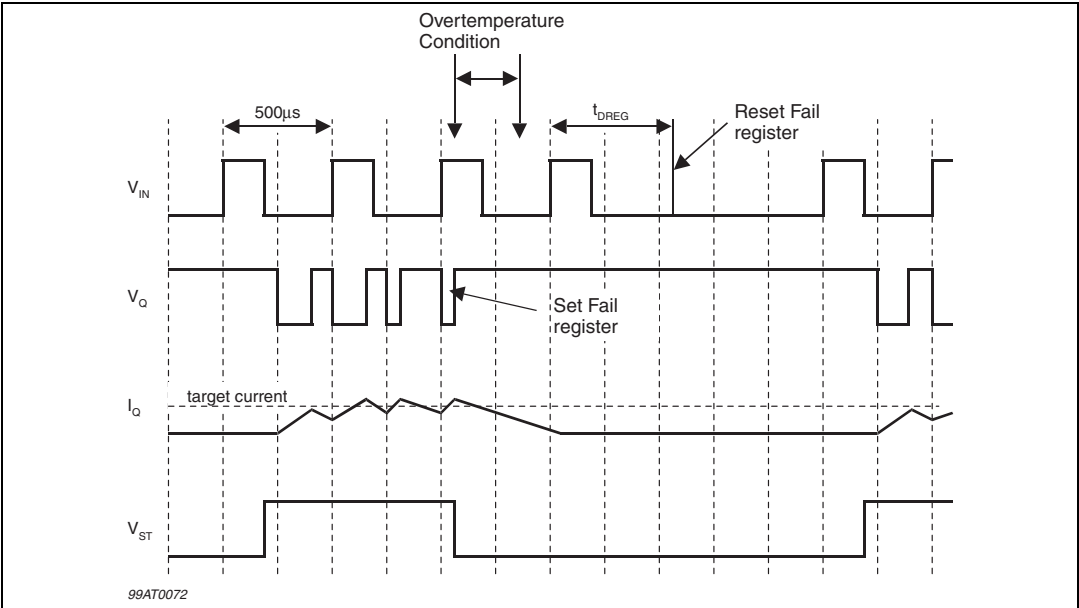 Overtemperature
Condition
500μs
tDREG
Reset Fail
register
VIN
VQ
Set Fail
register
target current
IQ
VST
99AT0072